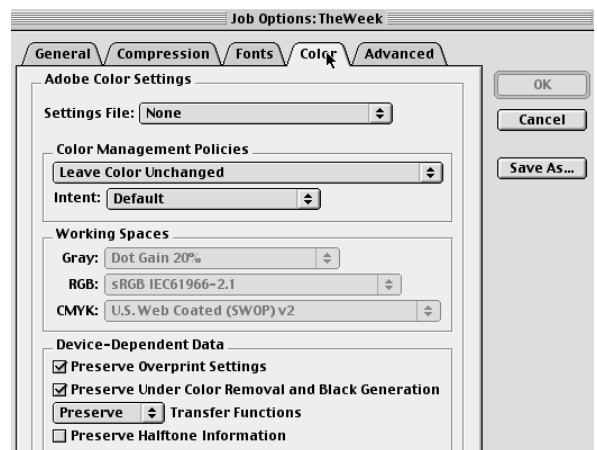 Job Options: TheWeek
General Compression Fonts Color Advanced
Adobe Color Settings
OK
Settings File: None
Cancel
Color Management Policies
Leave Color Unchanged
Save As...
Intent: Default
Working Spaces
Gray: Dot Gain 20%
RGB: sRGB IEC61966-2.1
CMYK: U.S. Web Coated (SWOP) v2
Device-Dependent Data
Preserve Overprint Settings
Preserve Under Color Removal and Black Generation
Preserve Transfer Functions
Preserve Halftone Information